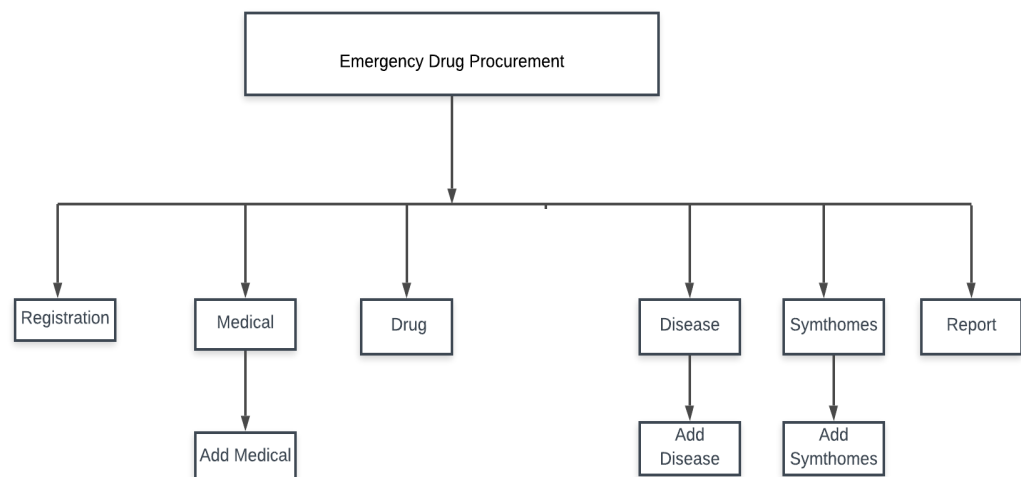 Emergency Drug Procurement
Registration
Medical
Drug
Disease
Symthomes
Report
Add Medical
Add
Disease
Add
Symthomes